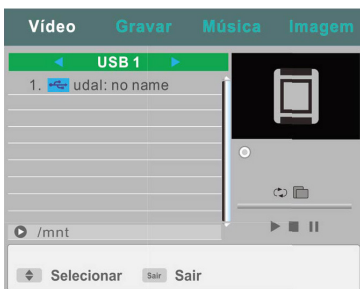 Vídeo Gravar Música Imagem
USB 1
1. udal: no name
/mnt
Selecionar Sair Sair